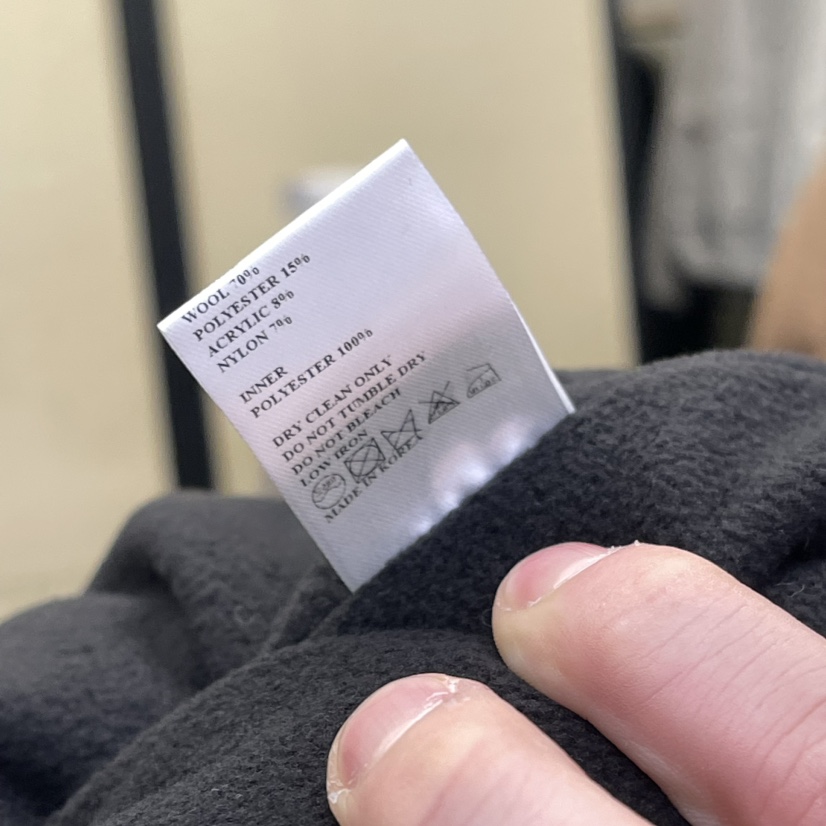 WOOL 70%
POLYESTER 15%
ACRYLIC 8%
NYLON 7%
INNER
POLYESTER 100%
DRY CLEAN ONLY
DO NOT TUMBLE DRY
DO NOT BLEACH
LOW IRON
MADE IN KOREA